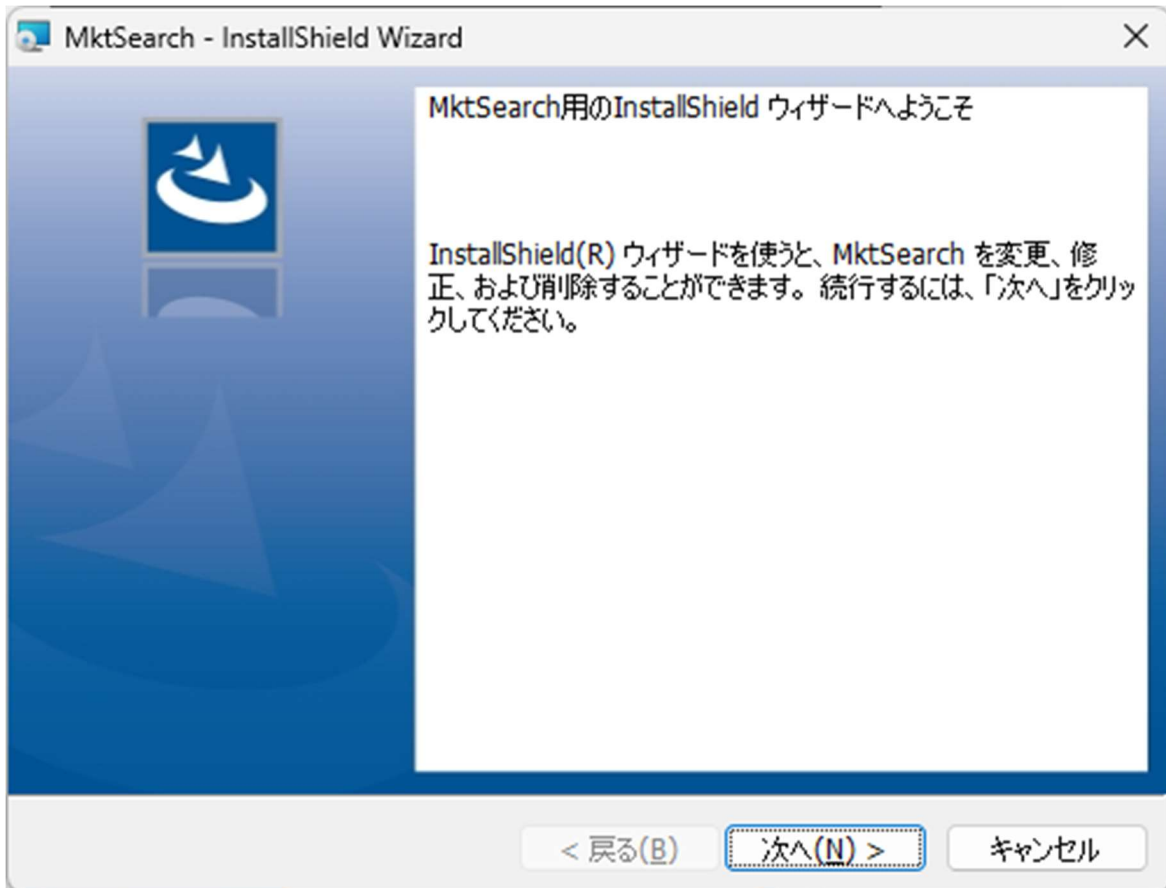 MktSearch - InstallShield Wizard
MktSearch用のInstallShield ウィザードへようこそ
InstallShield(R) ウィザードを使うと、MktSearch を変更、修
正、および削除することができます。 続行するには、「次へ」をクリッ
クしてください。
< 戻る(B)
次へ(N) >
キャンセル